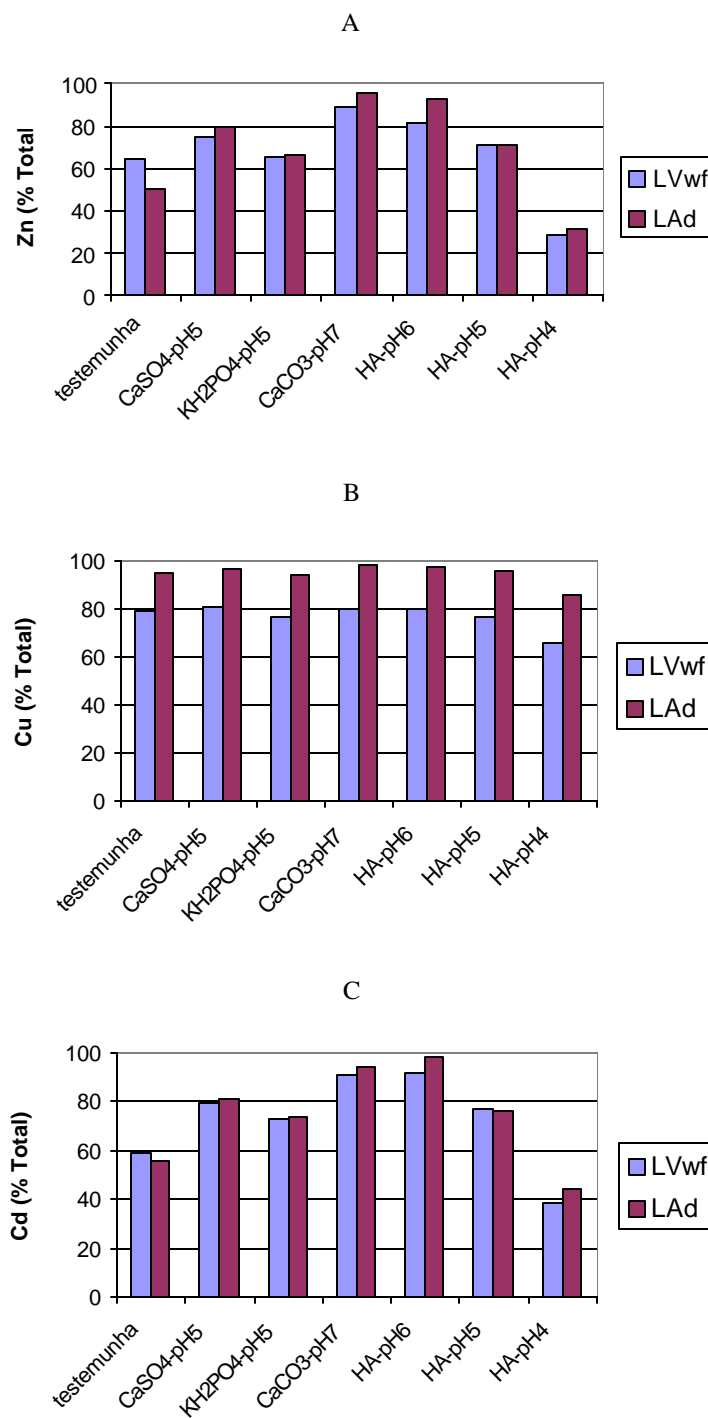 A
Zn (% Total)
100
80
60
40
20
0
testemunha
CaSO4-pH5
KH2PO4-pH5
CaCO3-pH7
HA-pH6
HA-pH5
HA-pH4
LVwf
LAd
B
Cu (% Total)
100
80
60
40
20
0
testemunha
CaSO4-pH5
KH2PO4-pH5
CaCO3-pH7
HA-pH6
HA-pH5
HA-pH4
LVwf
LAd
C
Cd (% Total)
100
80
60
40
20
0
testemunha
CaSO4-pH5
KH2PO4-pH5
CaCO3-pH7
HA-pH6
HA-pH5
HA-pH4
LVwf
LAd